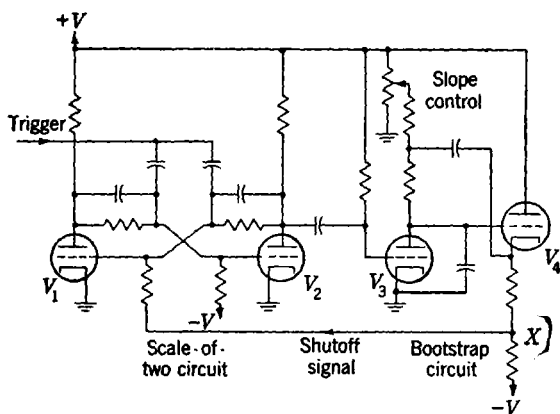 +V
Trigger
Slope
control
V1
V2
V3
V4
-V
X)
Scale-of-
two circuit
Shutoff
signal
Bootstrap
circuit
-V